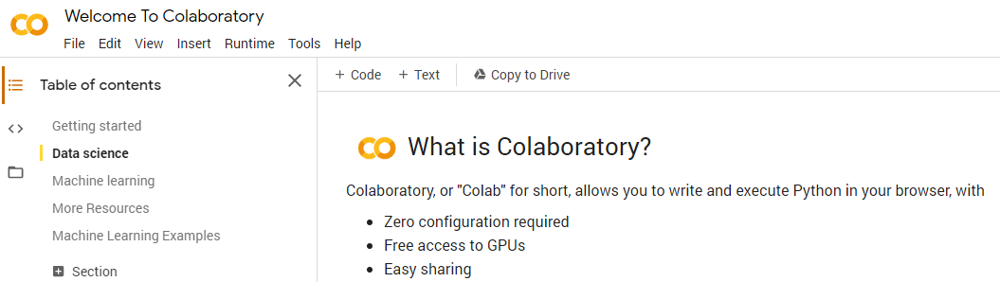 Welcome To Colaboratory
File Edit View Insert Runtime Tools Help
Table of contents
Getting started
Data science
Machine learning
More Resources
Machine Learning Examples
Section
+ Code + Text Copy to Drive
What is Colaboratory?
Colaboratory, or "Colab" for short, allows you to write and execute Python in your browser, with
• Zero configuration required
• Free access to GPUs
• Easy sharing